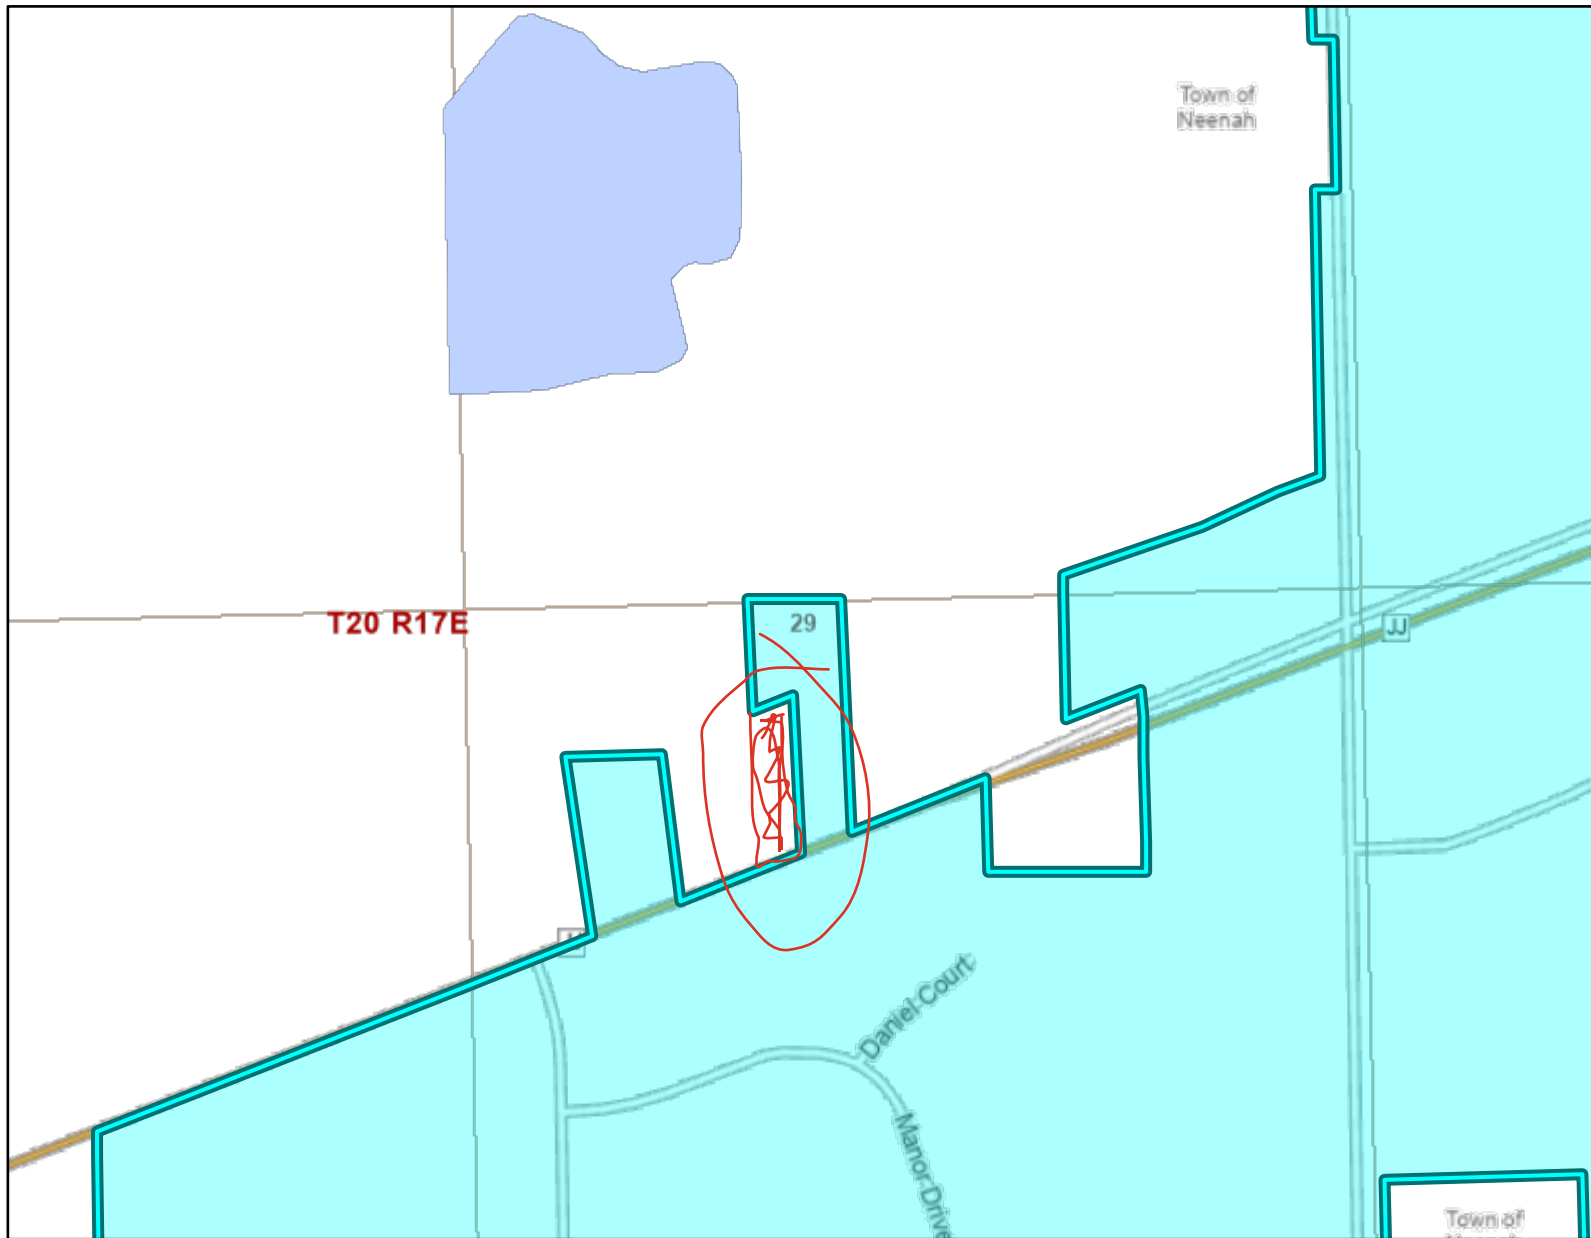 Town of
Neenah
T20 R17E
29
JJ
Daniel Court
Manor Drive
Town of